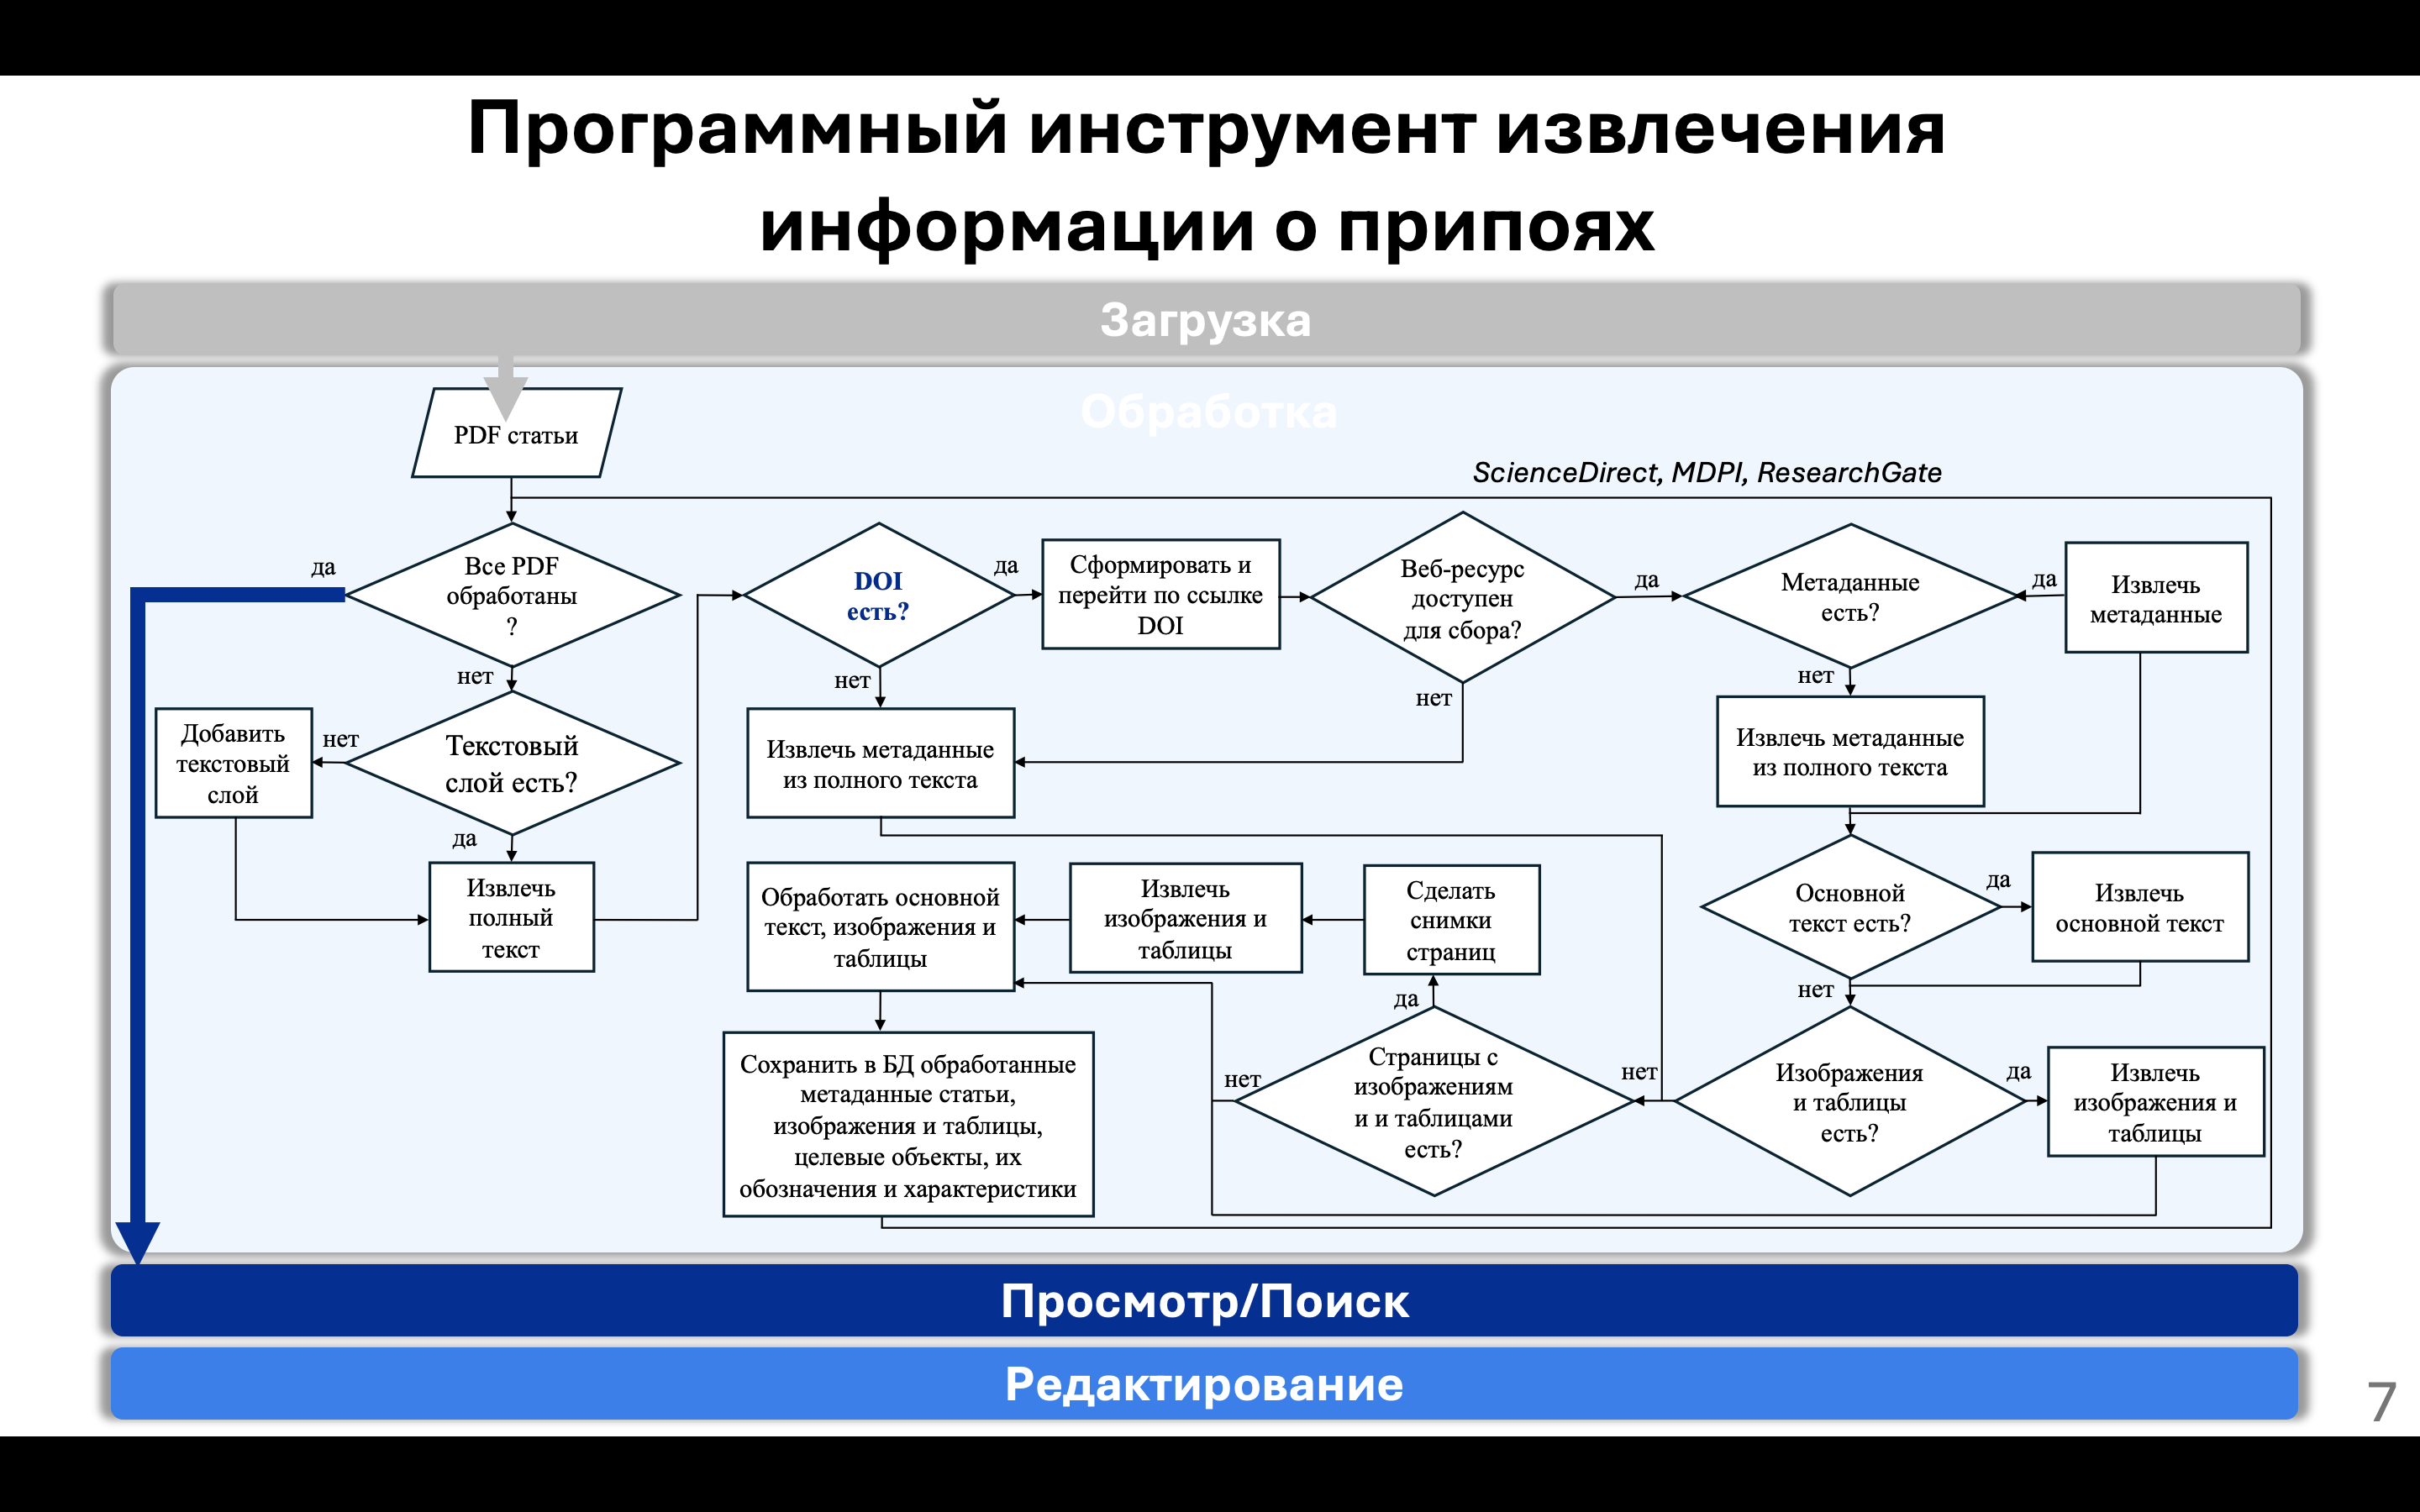 Программный инструмент извлечения
информации о припоях
Загрузка
Обработка
PDF статьи
ScienceDirect, MDPI, ResearchGate
да
Все PDF
обработаны
?
нет
DOI
есть?
да
нет
Сформировать и
перейти по ссылке
DOI
Веб-ресурс
доступен
для сбора?
да
нет
Метаданные
есть?
да
нет
Извлечь
метаданные
Добавить
текстовый
слой
нет
Текстовый
слой есть?
да
Извлечь метаданные
из полного текста
Извлечь метаданные
из полного текста
Извлечь
полный
текст
Обработать основной
текст, изображения и
таблицы
Извлечь
изображения и
таблицы
Сделать
снимки
страниц
Основной
текст есть?
да
нет
Извлечь
основной текст
Сохранить в БД обработанные
метаданные статьи,
изображения и таблицы,
целевые объекты, их
обозначения и характеристики
нет
да
Страницы с
изображениям
и и таблицами
есть?
нет
Изображения
и таблицы
есть?
да
Извлечь
изображения и
таблицы
Просмотр/Поиск
Редактирование
7